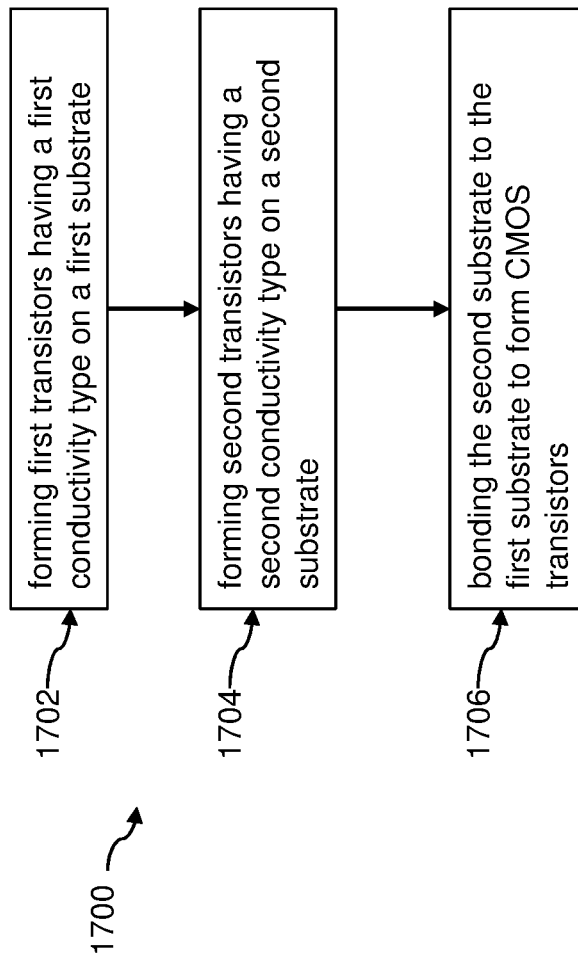 1700
1702
forming first transistors having a first
conductivity type on a first substrate
1704
forming second transistors having a
second conductivity type on a second
substrate
1706
bonding the second substrate to the
first substrate to form CMOS
transistors